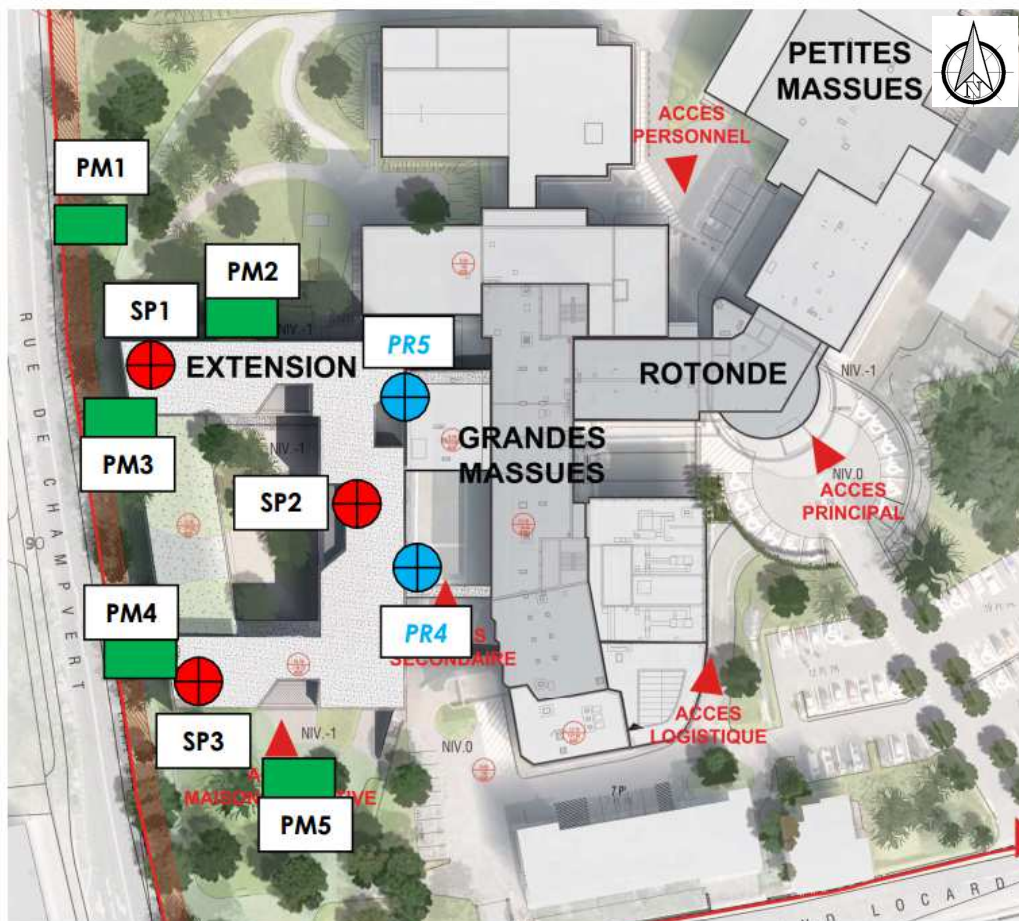 PETITES
MASSUES
N
ACCES
PERSONNEL
PM1
PM2
SP1
NIV.-1
PR5
EXTENSION
ROTONDE
NIV.-1
GRANDES
MASSUES
PM3
NIV.-1
NIV.0
ACCES
PRINCIPAL
SP2
RUE DE CHAMPVERT
90
PM4
PR4
SECONDAIRE
ACCES
LOGISTIQUE
SP3
NIV.-1
NIV.0
PM5